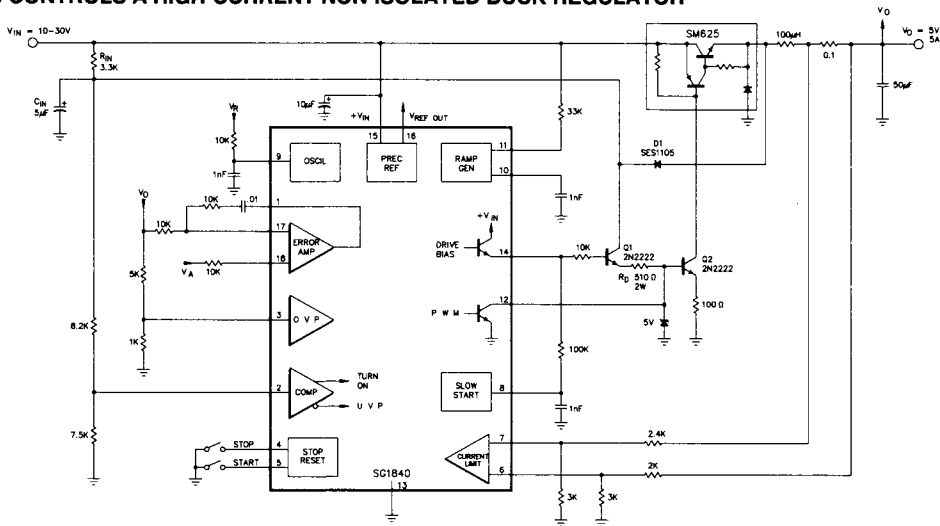 CONTROLS A HIGH CURRENT NON-ISOLATED BUCK REGULATOR
VIN = 10-30V
RIN
3.3K
CIN
5μF
+
VR
10K
1nF
10μF
+
+VIN
VREF OUT
15
16
9
OSCIL
PREC
REF
RAMP
GEN
11
10
33K
1nF
SM625
100μH
0.1
VO
VO = 5V
5A
50μF
D1
SES1105
VO
10K
10K
D1
1
17
18
ERROR
AMP
VA
10K
5K
1K
3
O V P
8.2K
7.5K
2
COMP
TURN
ON
U V P
STOP
START
4
5
STOP
RESET
+VIN
DRIVE
BIAS
14
10K
Q1
2N2222
RD 510 Ω
2W
Q2
2N2222
100 Ω
12
P W M
5V
100K
SLOW
START
8
1nF
7
6
CURRENT
LIMIT
2.4K
2K
3K
3K
SG1840
13